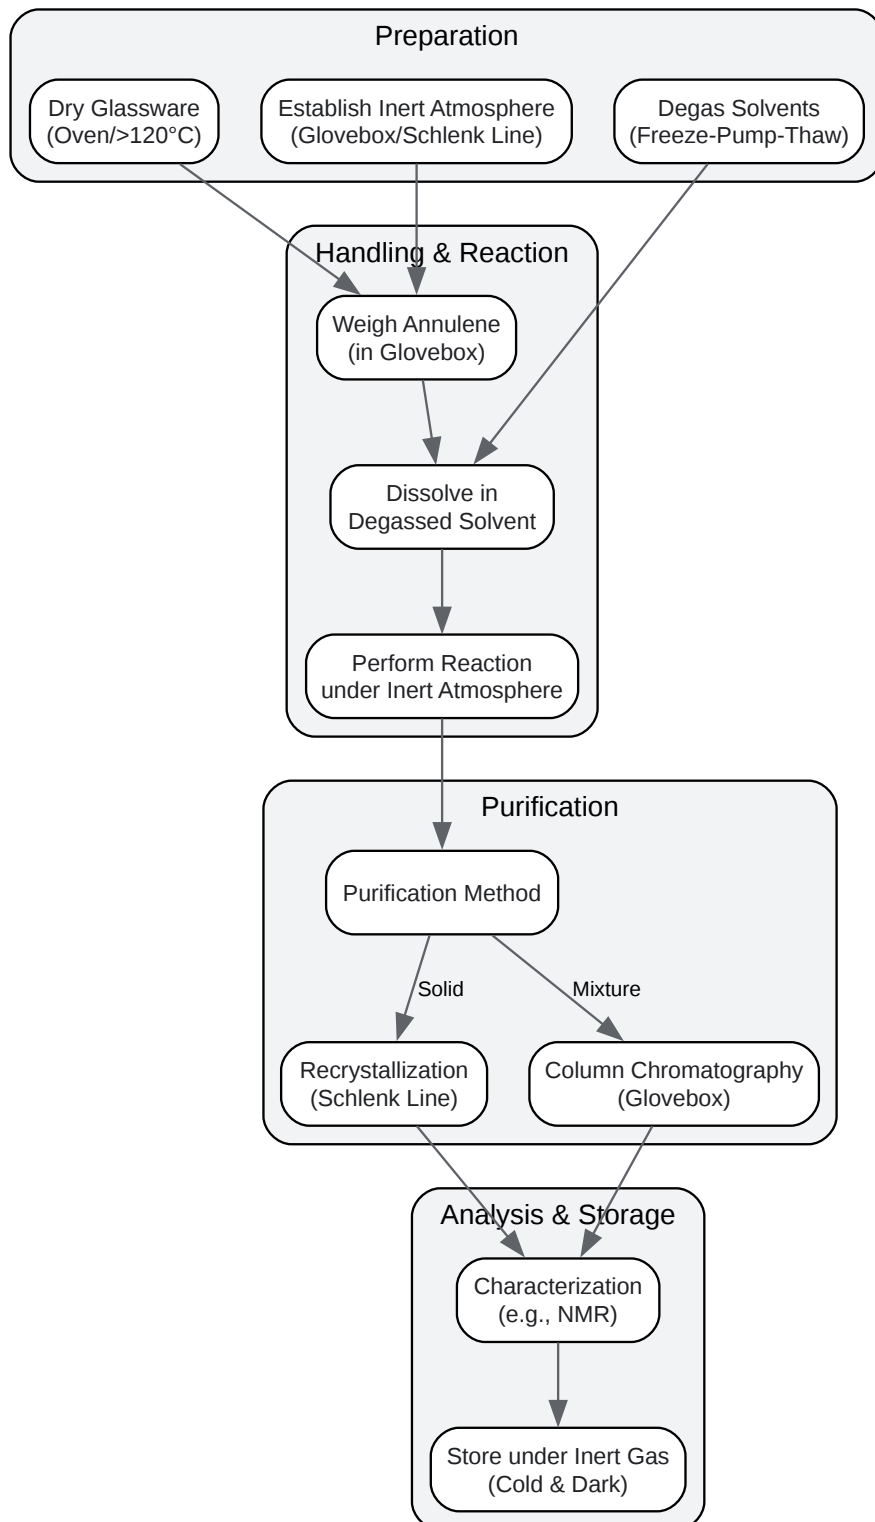 Preparation
Dry Glassware
(Oven/>120°C)
Establish Inert Atmosphere
(Glovebox/Schlenk Line)
Degas Solvents
(Freeze-Pump-Thaw)
Handling & Reaction
Weigh Annulene
(in Glovebox)
Dissolve in
Degassed Solvent
Perform Reaction
under Inert Atmosphere
Purification
Purification Method
Solid
Mixture
Recrystallization
(Schlenk Line)
Column Chromatography
(Glovebox)
Analysis & Storage
Characterization
(e.g., NMR)
Store under Inert Gas
(Cold & Dark)